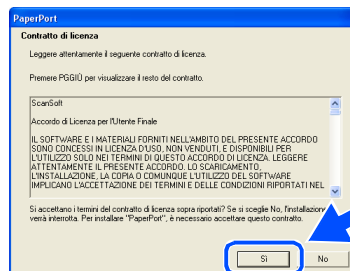 PaperPort
Contratto di licenza
Leggere attentamente il seguente contratto di licenza.
Premere PGGIÙ per visualizzare il resto del contratto.
ScanSoft
Accordo di Licenza per l'Utente Finale
IL SOFTWARE E I MATERIALI FORNITI NELL'AMBITO DEL PRESENTE ACCORDO
SONO CONCESSI IN LICENZA D'USO, NON VENDUTI, E DISPONIBILI PER
L'UTILIZZO SOLO NEI TERMINI DI QUESTO ACCORDO DI LICENZA. LEGGERE
ATTENTAMENTE IL PRESENTE ACCORDO. LO SCARICAMENTO,
L'INSTALLAZIONE, LA COPIA O COMUNQUE L'UTILIZZO DEL SOFTWARE
IMPLICANO L'ACCETTAZIONE DEI TERMINI E DELLE CONDIZIONI RIPORTATI NEL
Si accettano i termini del contratto di licenza sopra riportati? Se si sceglie No, l'installazione
verrà interrotta. Per installare "PaperPort", è necessario accettare questo contratto.
Sì
No